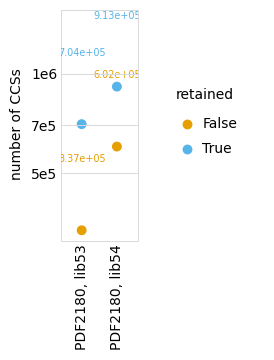 9.13e+05
7.04e+05
1e6
6.02e+05
7e5
3.37e+05
5e5
number of CCSs
retained
False
True
PDF2180, lib53
PDF2180, lib54